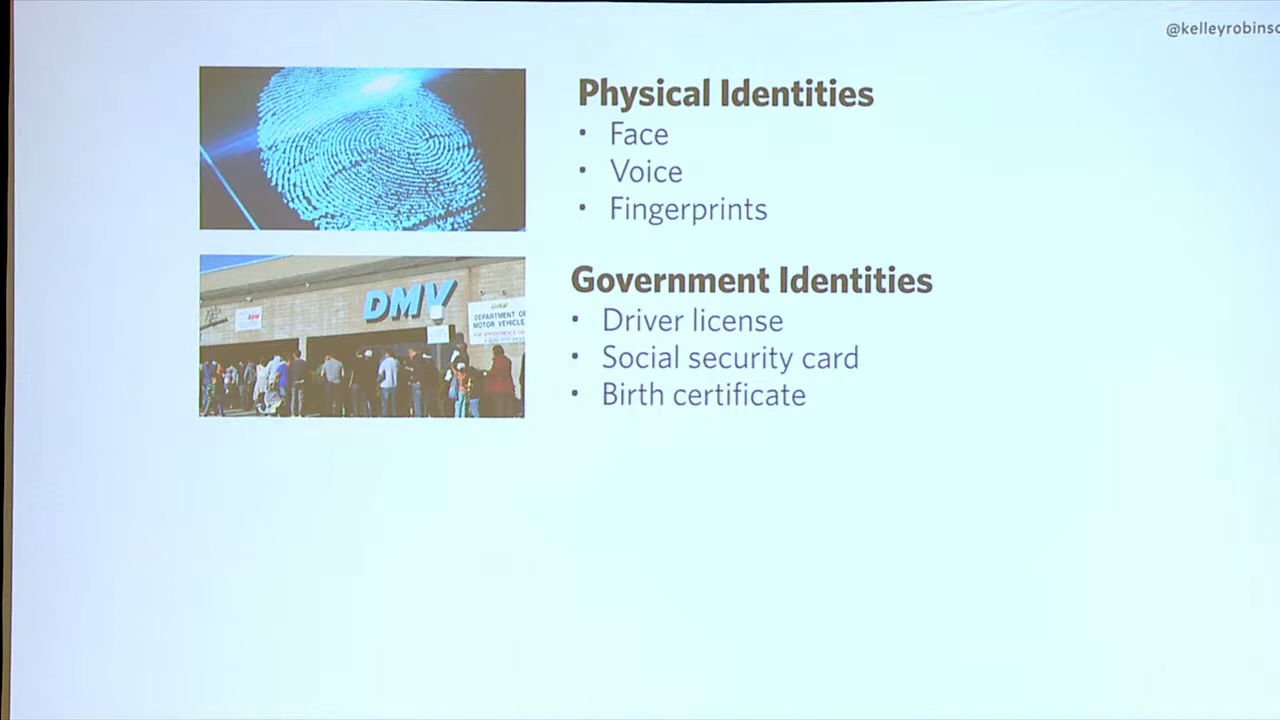 @kelleyrobinso
Physical Identities
• Face
• Voice
• Fingerprints
DMV
DEPARTMENT OF
MOTOR VEHICLE
Government Identities
• Driver license
• Social security card
• Birth certificate